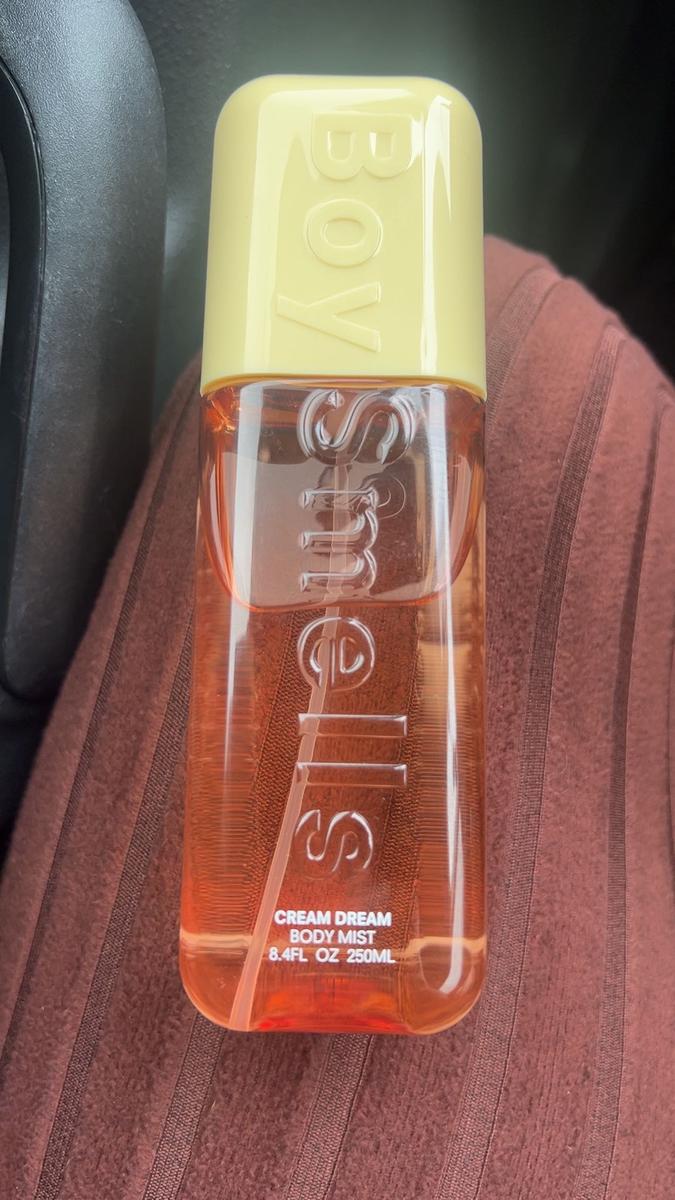 Boy
Smells
CREAM DREAM
BODY MIST
8.4FL OZ 250ML